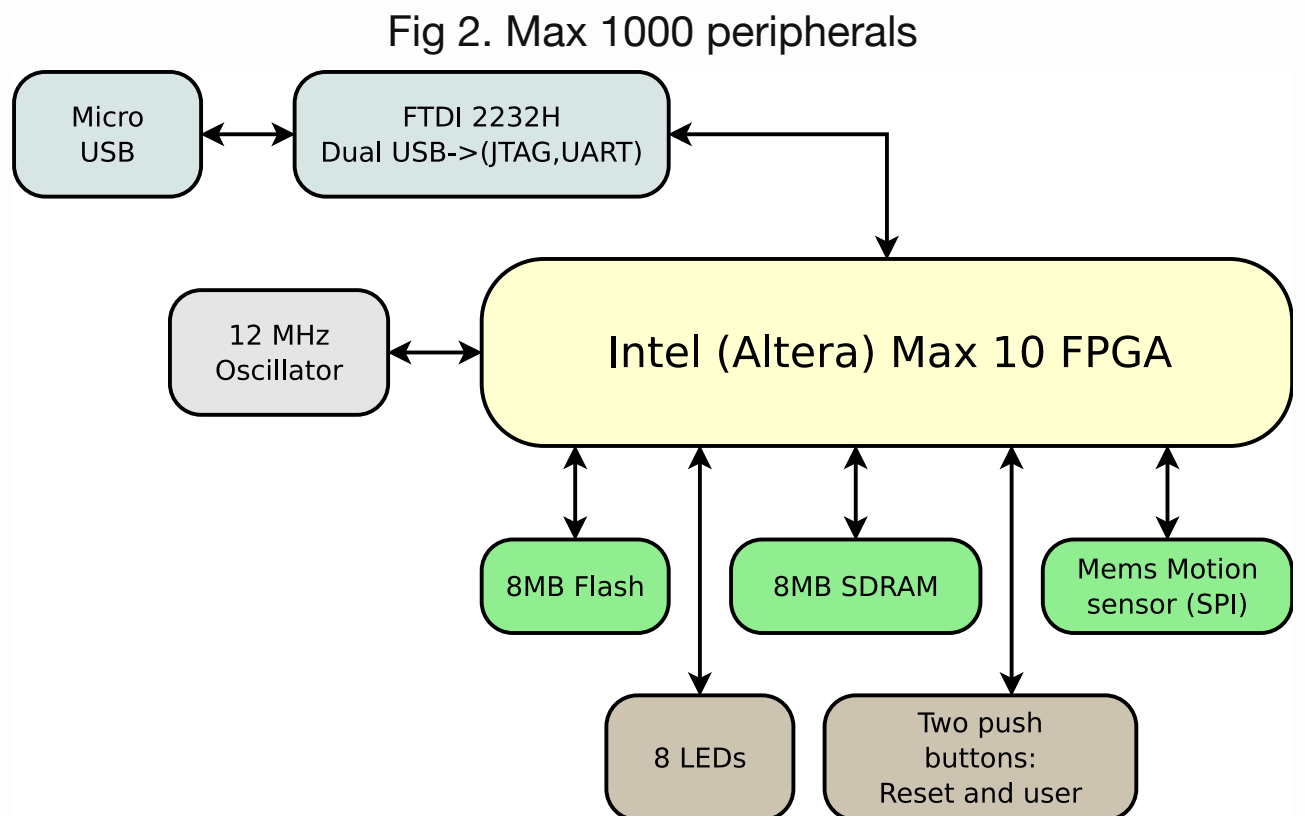 Fig 2. Max 1000 peripherals
Micro
USB
FTDI 2232H
Dual USB->(JTAG,UART)
12 MHz
Oscillator
Intel (Altera) Max 10 FPGA
8MB Flash
8MB SDRAM
Mems Motion
sensor (SPI)
8 LEDs
Two push
buttons:
Reset and user